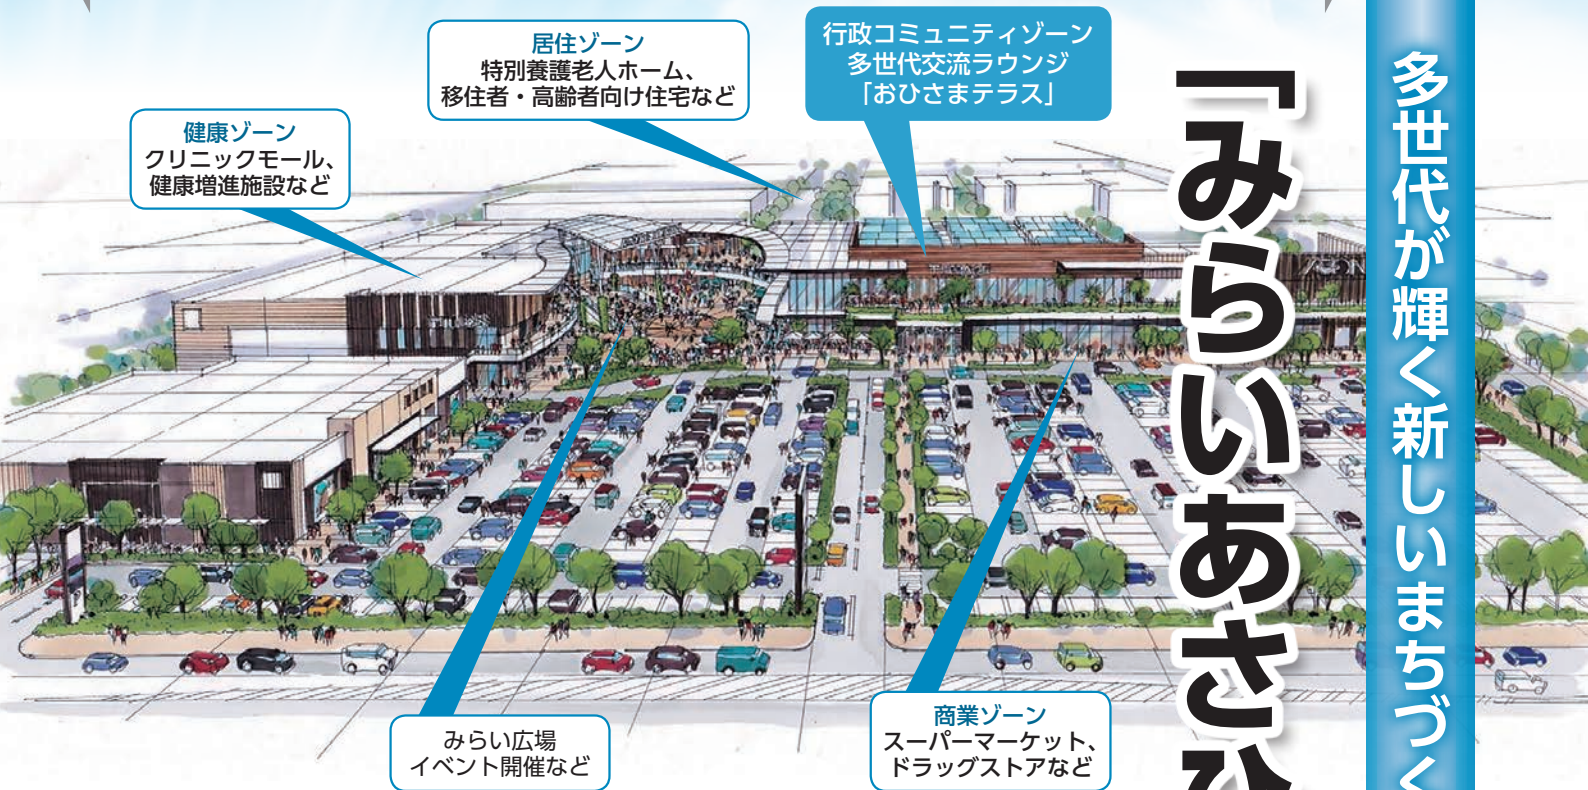 多世代が輝く新しいまちづく
「みらいあさひ
居住ゾーン
特別養護老人ホーム、
移住者・高齢者向け住宅など
行政コミュニティゾーン
多世代交流ラウンジ
「おひさまテラス」
健康ゾーン
クリニックモール、
健康増進施設など
みらい広場
イベント開催など
商業ゾーン
スーパーマーケット、
ドラッグストアなど